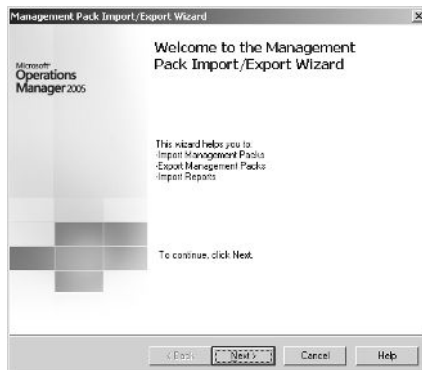 Management Pack Import/Export Wizard
Microsoft
Operations
Manager 2005
Welcome to the Management
Pack Import/Export Wizard
This wizard helps you to:
-Import Management Packs
-Export Management Packs
-Import Reports
To continue, click Next.
< Back
Next >
Cancel
Help